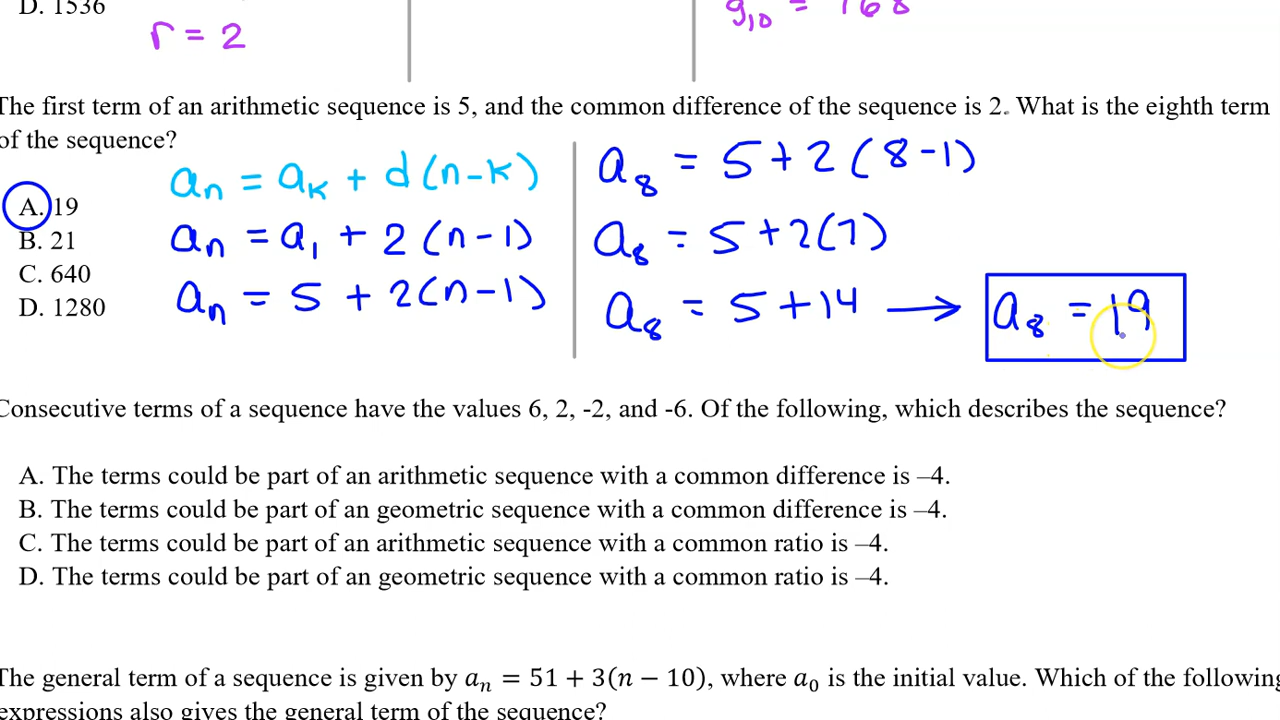 D. 1536
r = 2
g₁₀ = 768
The first term of an arithmetic sequence is 5, and the common difference of the sequence is 2. What is the eighth term
of the sequence?
A. 19
B. 21
C. 640
D. 1280
aₙ = aₖ + d(n-k)
aₙ = a₁ + 2(n-1)
aₙ = 5 + 2(n-1)
a₈ = 5+2(8-1)
a₈ = 5+2(7)
a₈ = 5+14 → a₈ = 19
Consecutive terms of a sequence have the values 6, 2, -2, and -6. Of the following, which describes the sequence?
A. The terms could be part of an arithmetic sequence with a common difference is –4.
B. The terms could be part of an geometric sequence with a common difference is –4.
C. The terms could be part of an arithmetic sequence with a common ratio is –4.
D. The terms could be part of an geometric sequence with a common ratio is –4.
The general term of a sequence is given by aₙ = 51 + 3(n − 10), where a₀ is the initial value. Which of the following
expressions also gives the general term of the sequence?